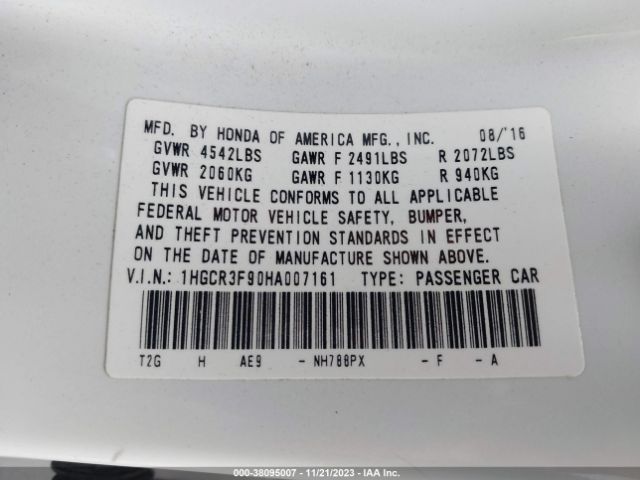 MFD. BY HONDA OF AMERICA MFG., INC. 08/'16
GVWR 4542LBS GAWR F 2491LBS R 2072LBS
GVWR 2060KG GAWR F 1130KG R 940KG
THIS VEHICLE CONFORMS TO ALL APPLICABLE
FEDERAL MOTOR VEHICLE SAFETY, BUMPER,
AND THEFT PREVENTION STANDARDS IN EFFECT
ON THE DATE OF MANUFACTURE SHOWN ABOVE.
V.I.N.: 1HGCR3F90HA007161 TYPE: PASSENGER CAR
T2G H AE9 - NH788PX - F - A
000-38095007 - 11/21/2023 - IAA Inc.